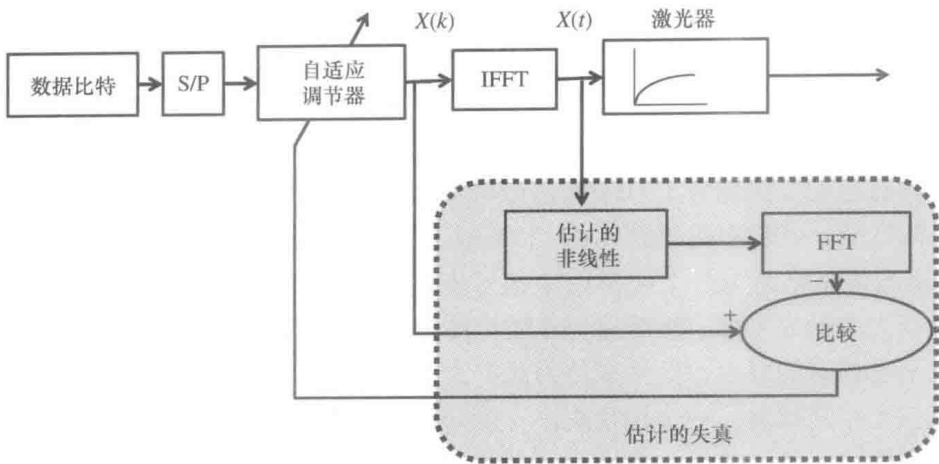 X(k)
X(t)
激光器
数据比特
S/P
自适应
调节器
IFFT
估计的
非线性
FFT
−
+
比较
估计的失真